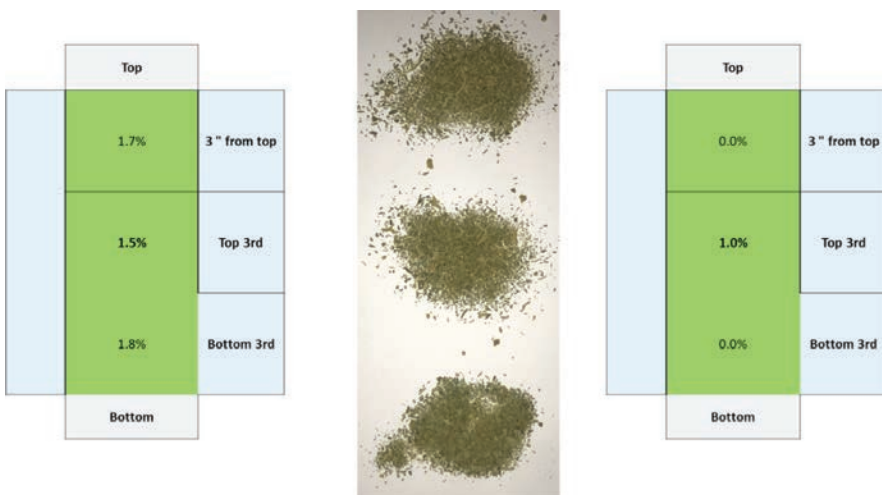 Top
1.7%
3 " from top
1.5%
Top 3rd
1.8%
Bottom 3rd
Bottom
Top
0.0%
3 " from top
1.0%
Top 3rd
0.0%
Bottom 3rd
Bottom